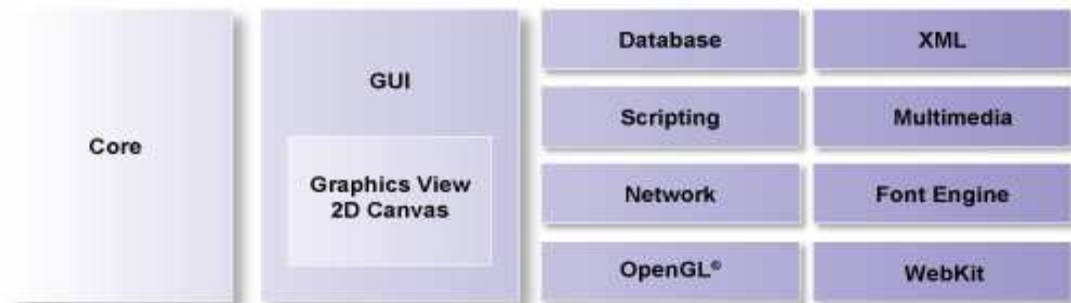 Core
GUI
Graphics View
2D Canvas
Database
XML
Scripting
Multimedia
Network
Font Engine
OpenGL®
WebKit